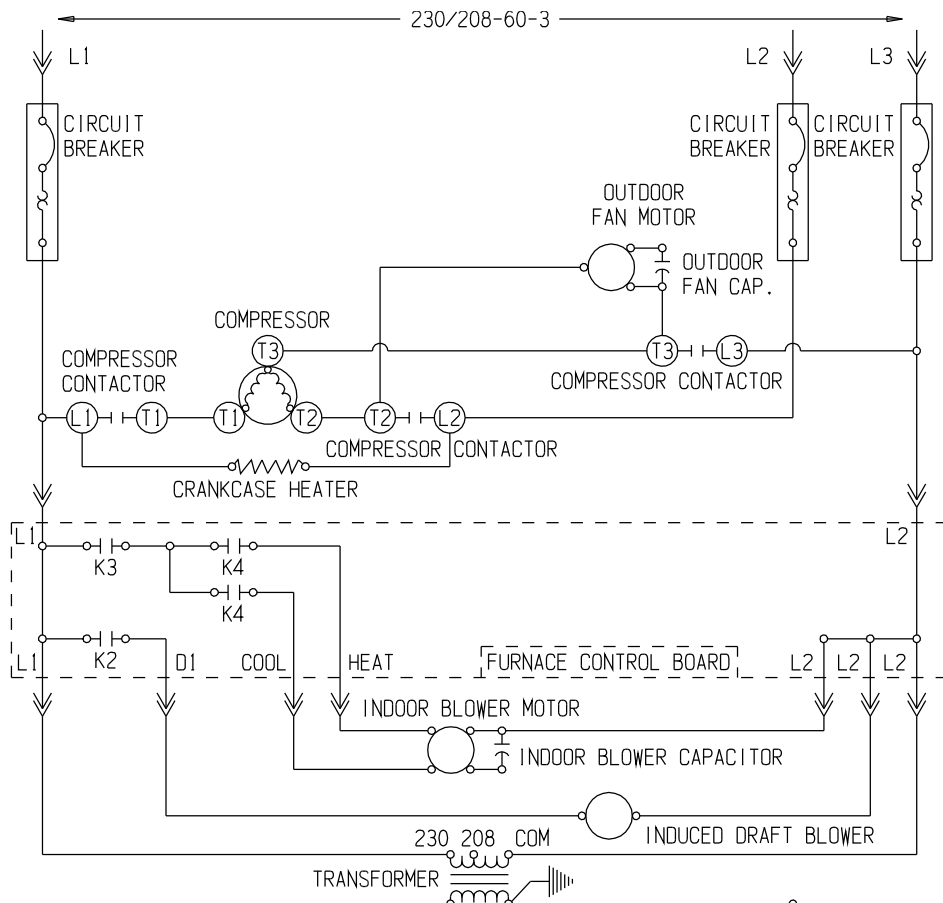 230/208-60-3
L1
L2
L3
CIRCUIT
BREAKER
CIRCUIT
BREAKER
CIRCUIT
BREAKER
OUTDOOR
FAN MOTOR
OUTDOOR
FAN CAP.
COMPRESSOR
T3
T3
L3
COMPRESSOR
CONTACTOR
COMPRESSOR CONTACTOR
L1
T1
T1
T2
T2
L2
COMPRESSOR CONTACTOR
CRANKCASE HEATER
L1
L2
K3
K4
K4
K2
L1
D1
COOL
HEAT
FURNACE CONTROL BOARD
L2
L2
L2
INDOOR BLOWER MOTOR
INDOOR BLOWER CAPACITOR
INDUCED DRAFT BLOWER
230 208 COM
TRANSFORMER